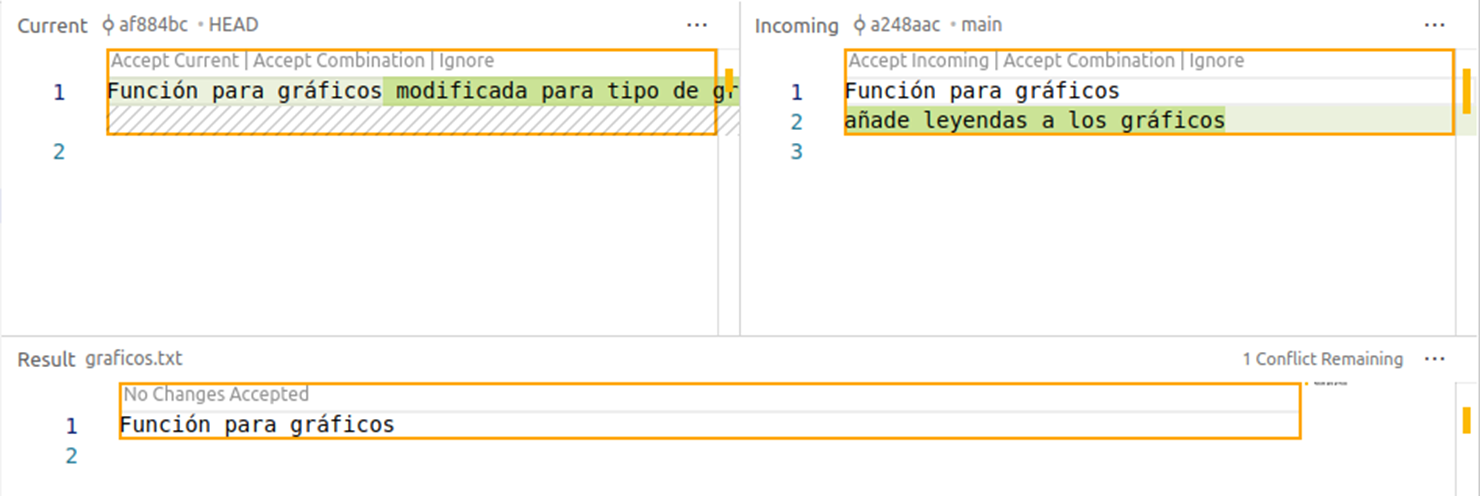 Current af884bc • HEAD ...
Accept Current | Accept Combination | Ignore
1 Función para gráficos modificada para tipo de gr
2
Incoming a248aac • main ...
Accept Incoming | Accept Combination | Ignore
1 Función para gráficos
2 añade leyendas a los gráficos
3
Result graficos.txt 1 Conflict Remaining ...
No Changes Accepted
1 Función para gráficos
2